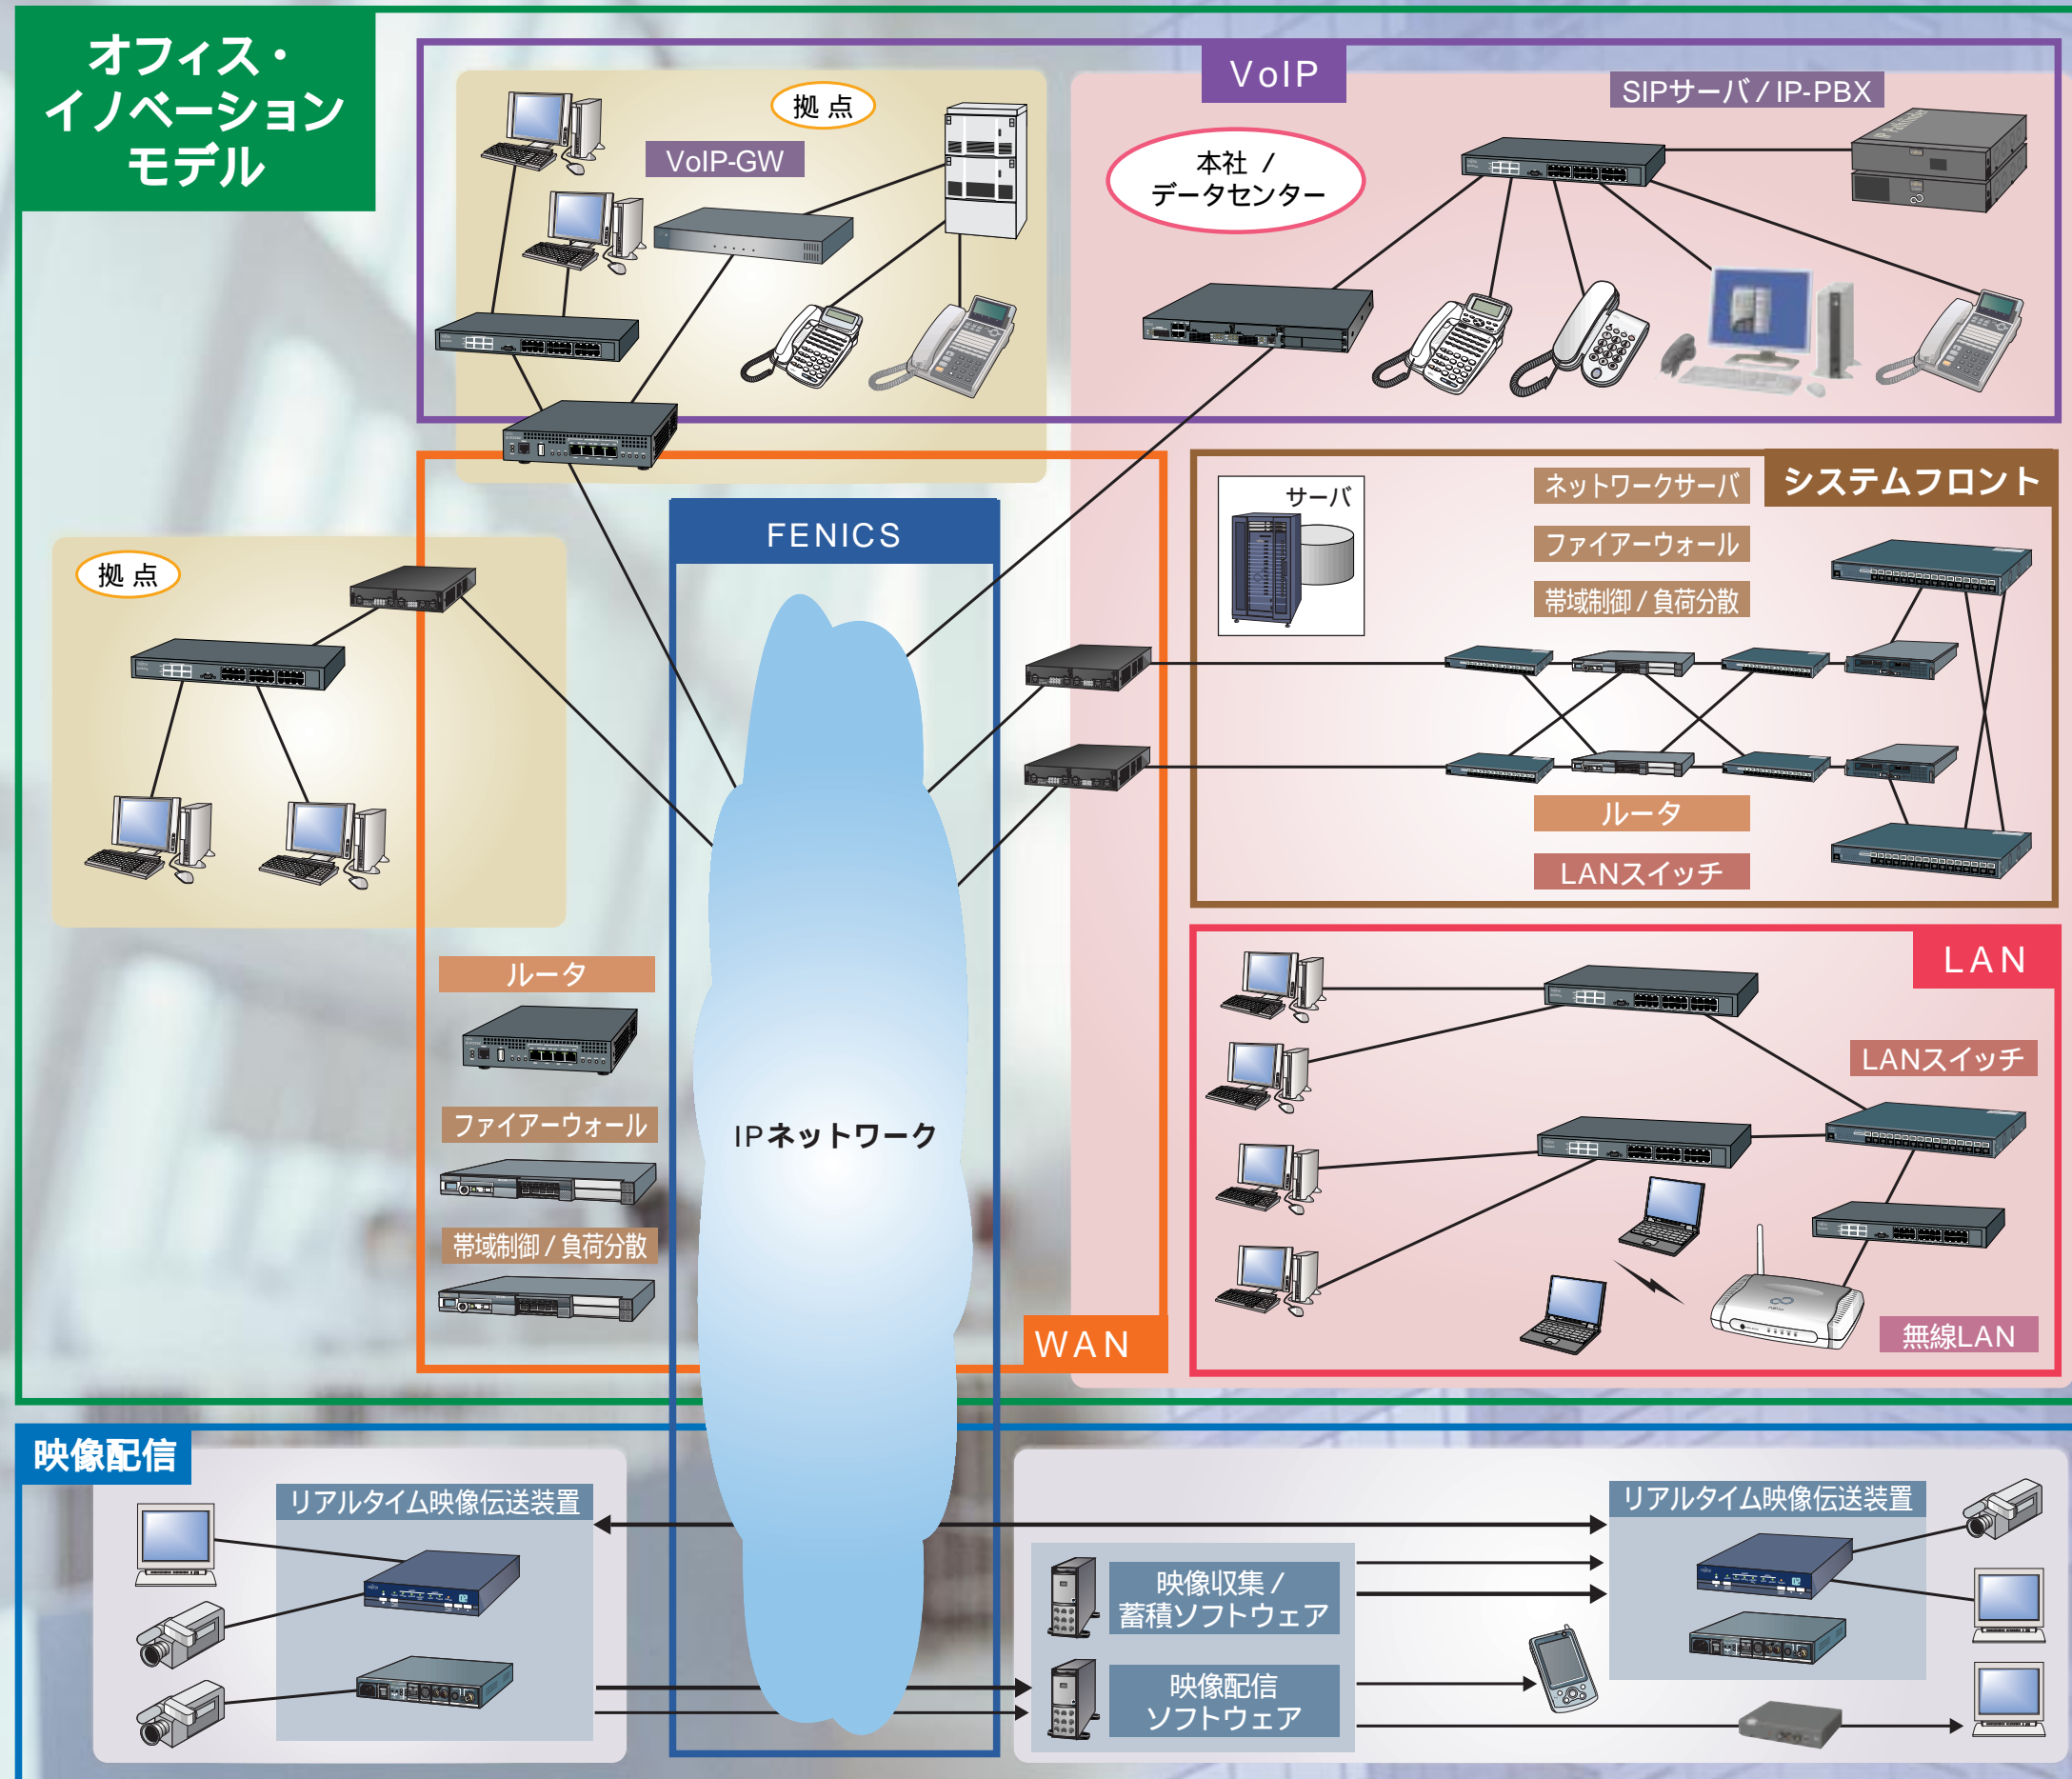 オフィス・
イノベーション
モデル
VoIP
拠点
VoIP-GW
SIPサーバ / IP-PBX
本社 /
データセンター
FENICS
サーバ
システムフロント
ネットワークサーバ
ファイアーウォール
帯域制御 / 負荷分散
拠点
ルータ
LANスイッチ
LAN
ルータ
LANスイッチ
ファイアーウォール
IPネットワーク
帯域制御 / 負荷分散
WAN
無線LAN
映像配信
リアルタイム映像伝送装置
リアルタイム映像伝送装置
映像収集 /
蓄積ソフトウェア
映像配信
ソフトウェア